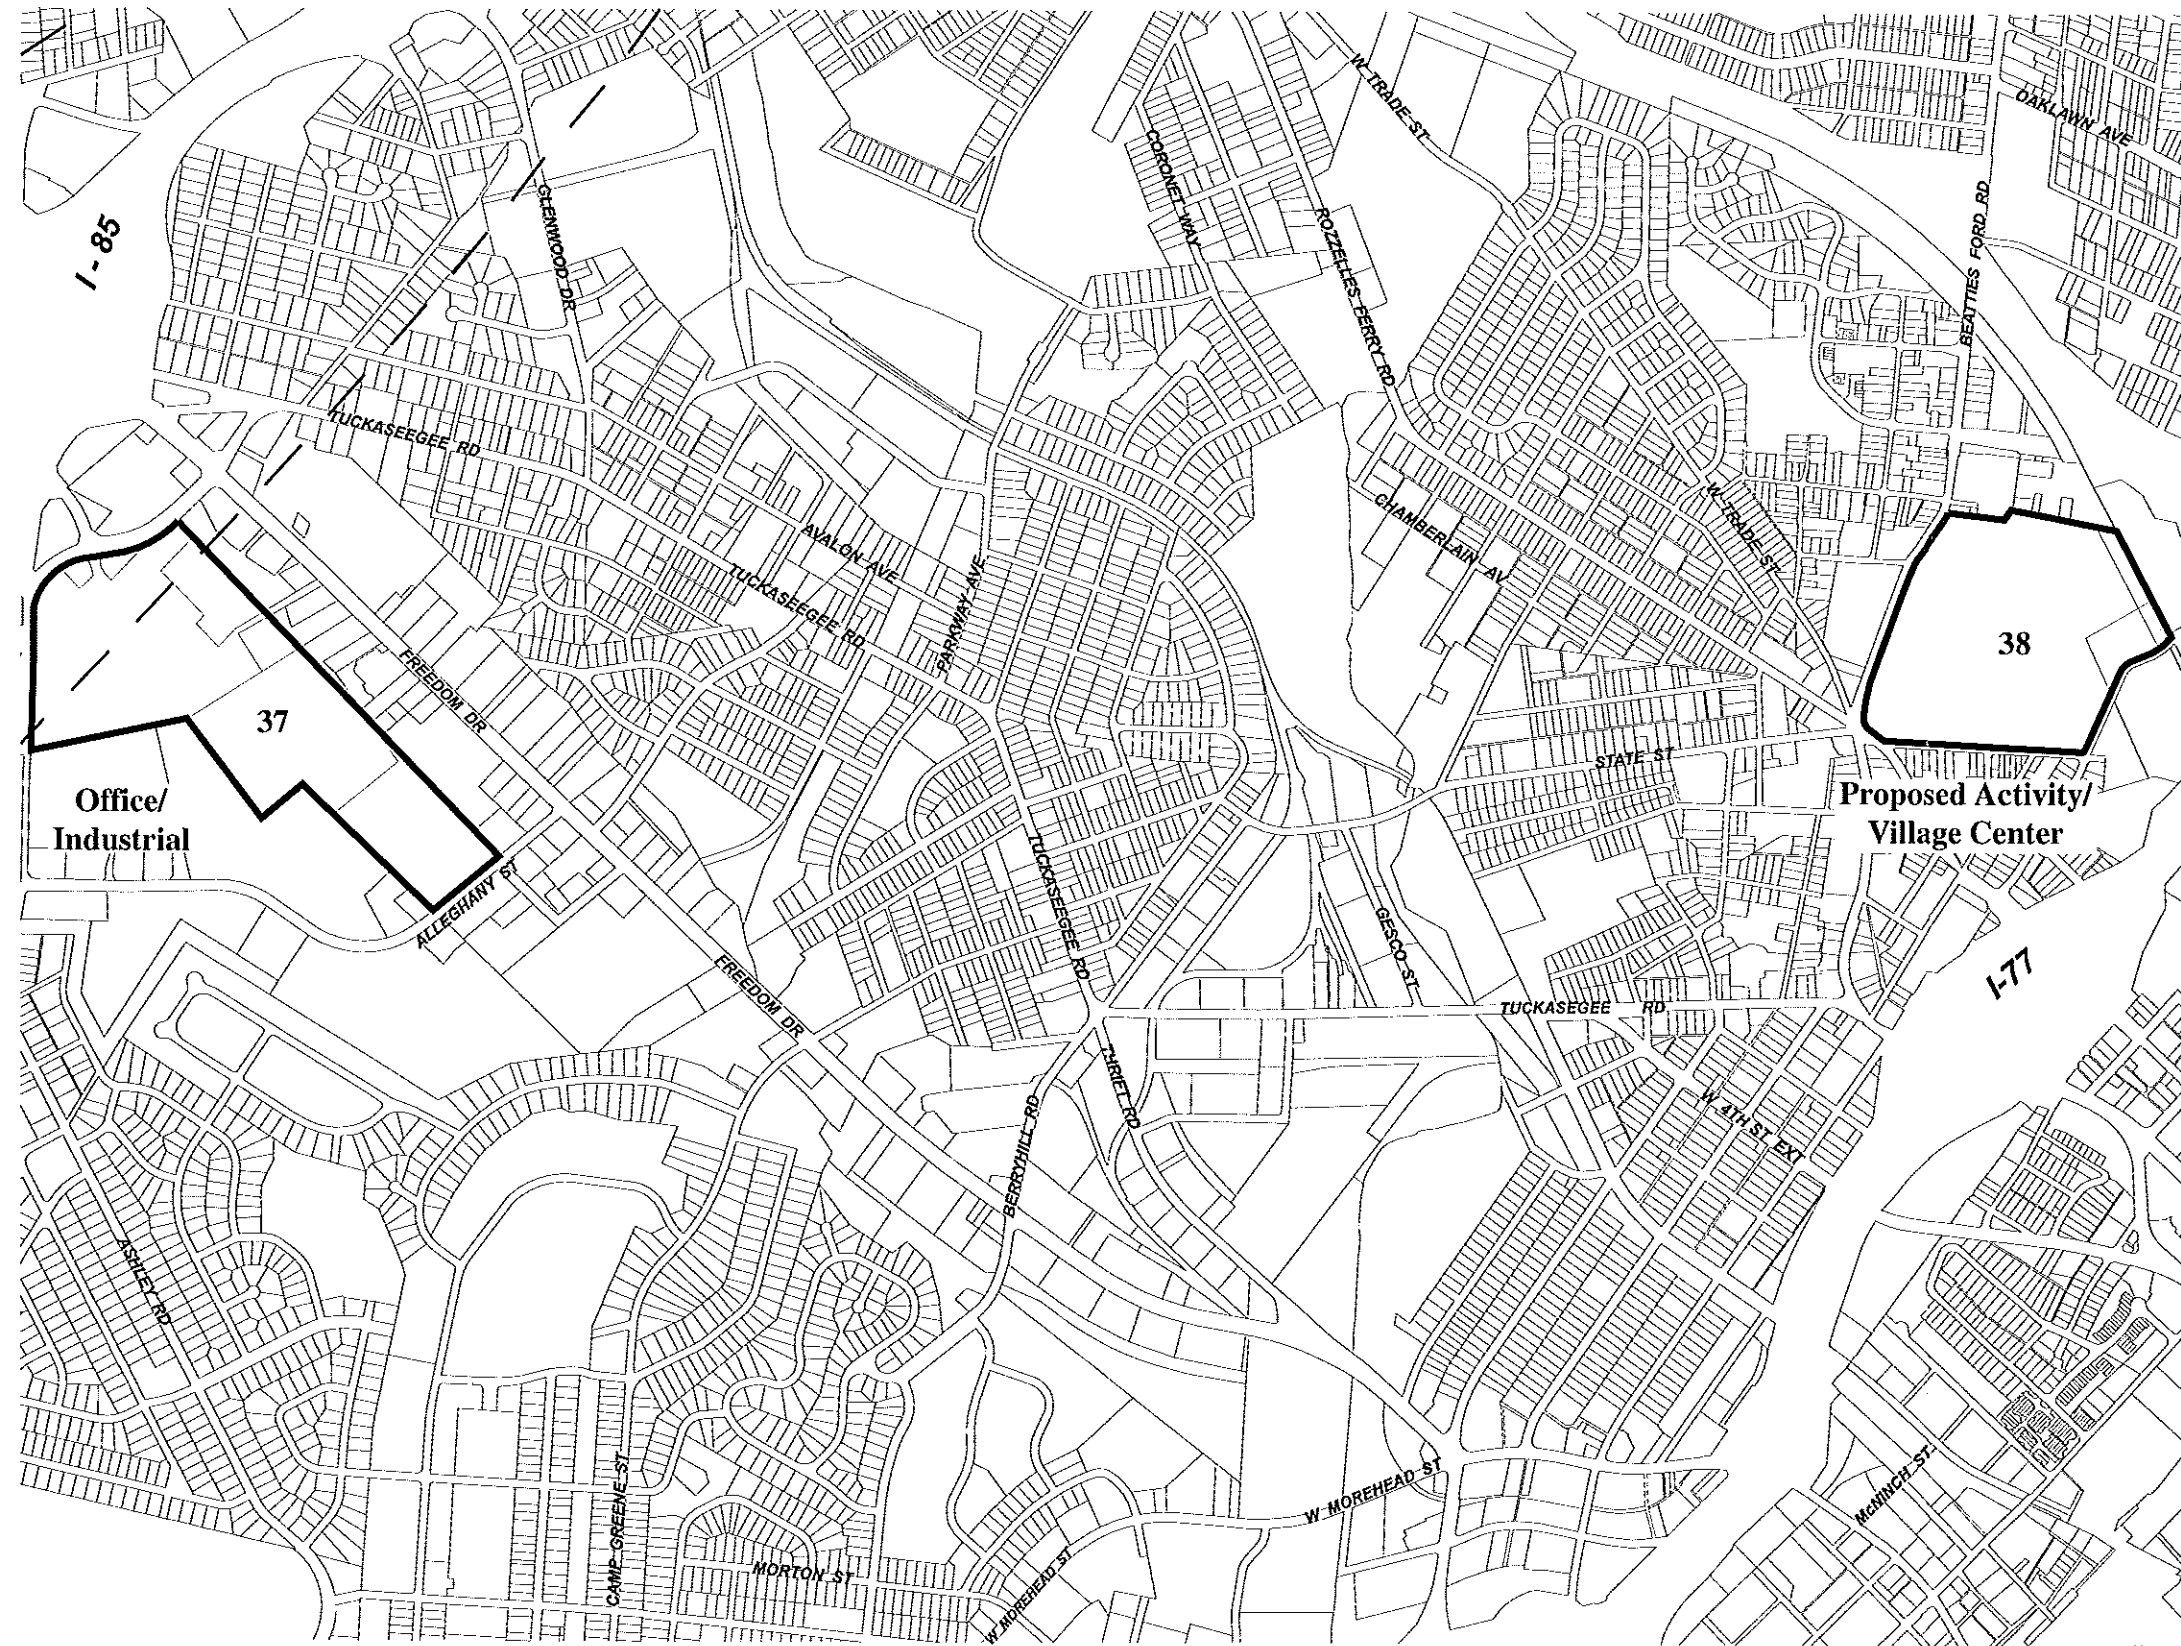 W TRADE ST
OAKLAWN AVE
CORONET WAY
GLENWOOD DR
I - 85
ROZZELLES FERRY RD
BEATTIES FORD RD
TUCKASEEGEE RD
W TRADE ST
CHAMBERLAIN AV
AVALON AVE
TUCKASEEGEE RD
PARKWAY AVE
38
FREEDOM DR
37
STATE ST
Office/
Industrial
Proposed Activity/
Village Center
TUCKASEEGEE RD
ALLEGHANY ST
GESCO ST
FREEDOM DR
I-77
TUCKASEGEE RD
THRIFT RD
W 4TH ST EXT
BERRYHILL RD
ASHLEY RD
W MOREHEAD ST
McNINCH ST
CAMP GREENE ST
MORTON ST
W MOREHEAD ST